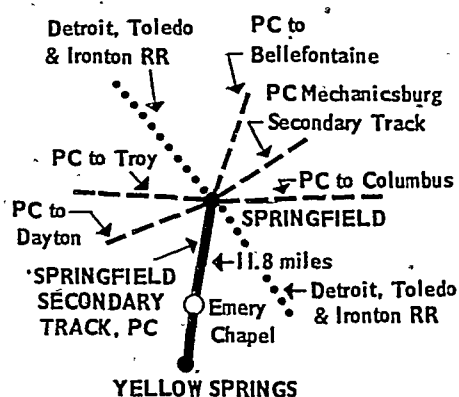 Detroit, Toledo
& Ironton RR
PC to
Bellefontaine
PC Mechanicsburg
Secondary Track
PC to Troy
PC to Columbus
PC to
Dayton
SPRINGFIELD
SPRINGFIELD
SECONDARY
TRACK, PC
11.8 miles
Emery
Chapel
Detroit, Toledo
& Ironton RR
YELLOW SPRINGS